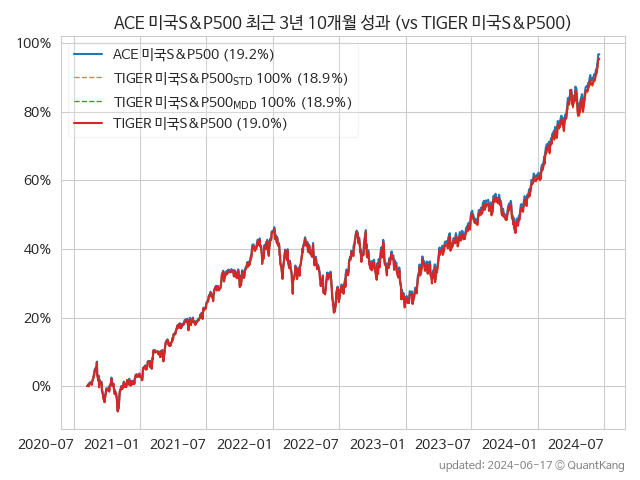 ACE 미국S&P500 최근 3년 10개월 성과 (vs TIGER 미국S&P500)
100%
80%
60%
40%
20%
0%
ACE 미국S&P500 (19.2%)
TIGER 미국S&P500STD 100% (18.9%)
TIGER 미국S&P500MDD 100% (18.9%)
TIGER 미국S&P500 (19.0%)
2020-07 2021-01 2021-07 2022-01 2022-07 2023-01 2023-07 2024-01 2024-07
updated: 2024-06-17 © QuantKang